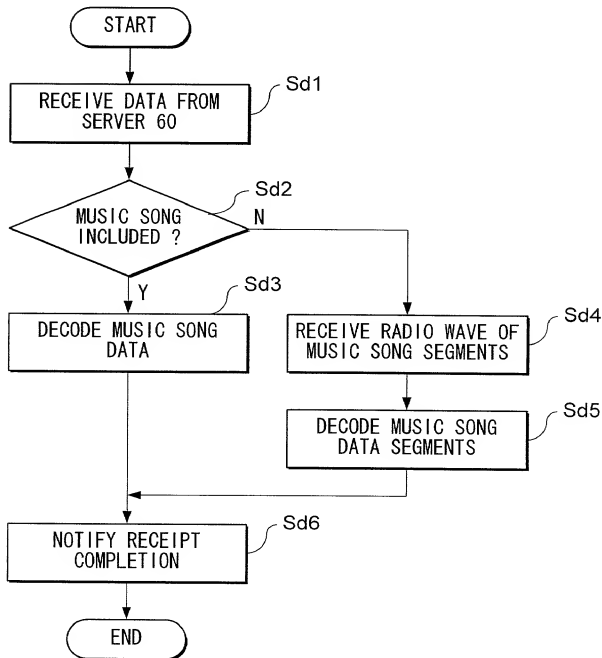 START
Sd1
RECEIVE DATA FROM
SERVER 60
Sd2
MUSIC SONG
INCLUDED ?
N
Y
Sd3
DECODE MUSIC SONG
DATA
Sd4
RECEIVE RADIO WAVE OF
MUSIC SONG SEGMENTS
Sd5
DECODE MUSIC SONG
DATA SEGMENTS
Sd6
NOTIFY RECEIPT
COMPLETION
END